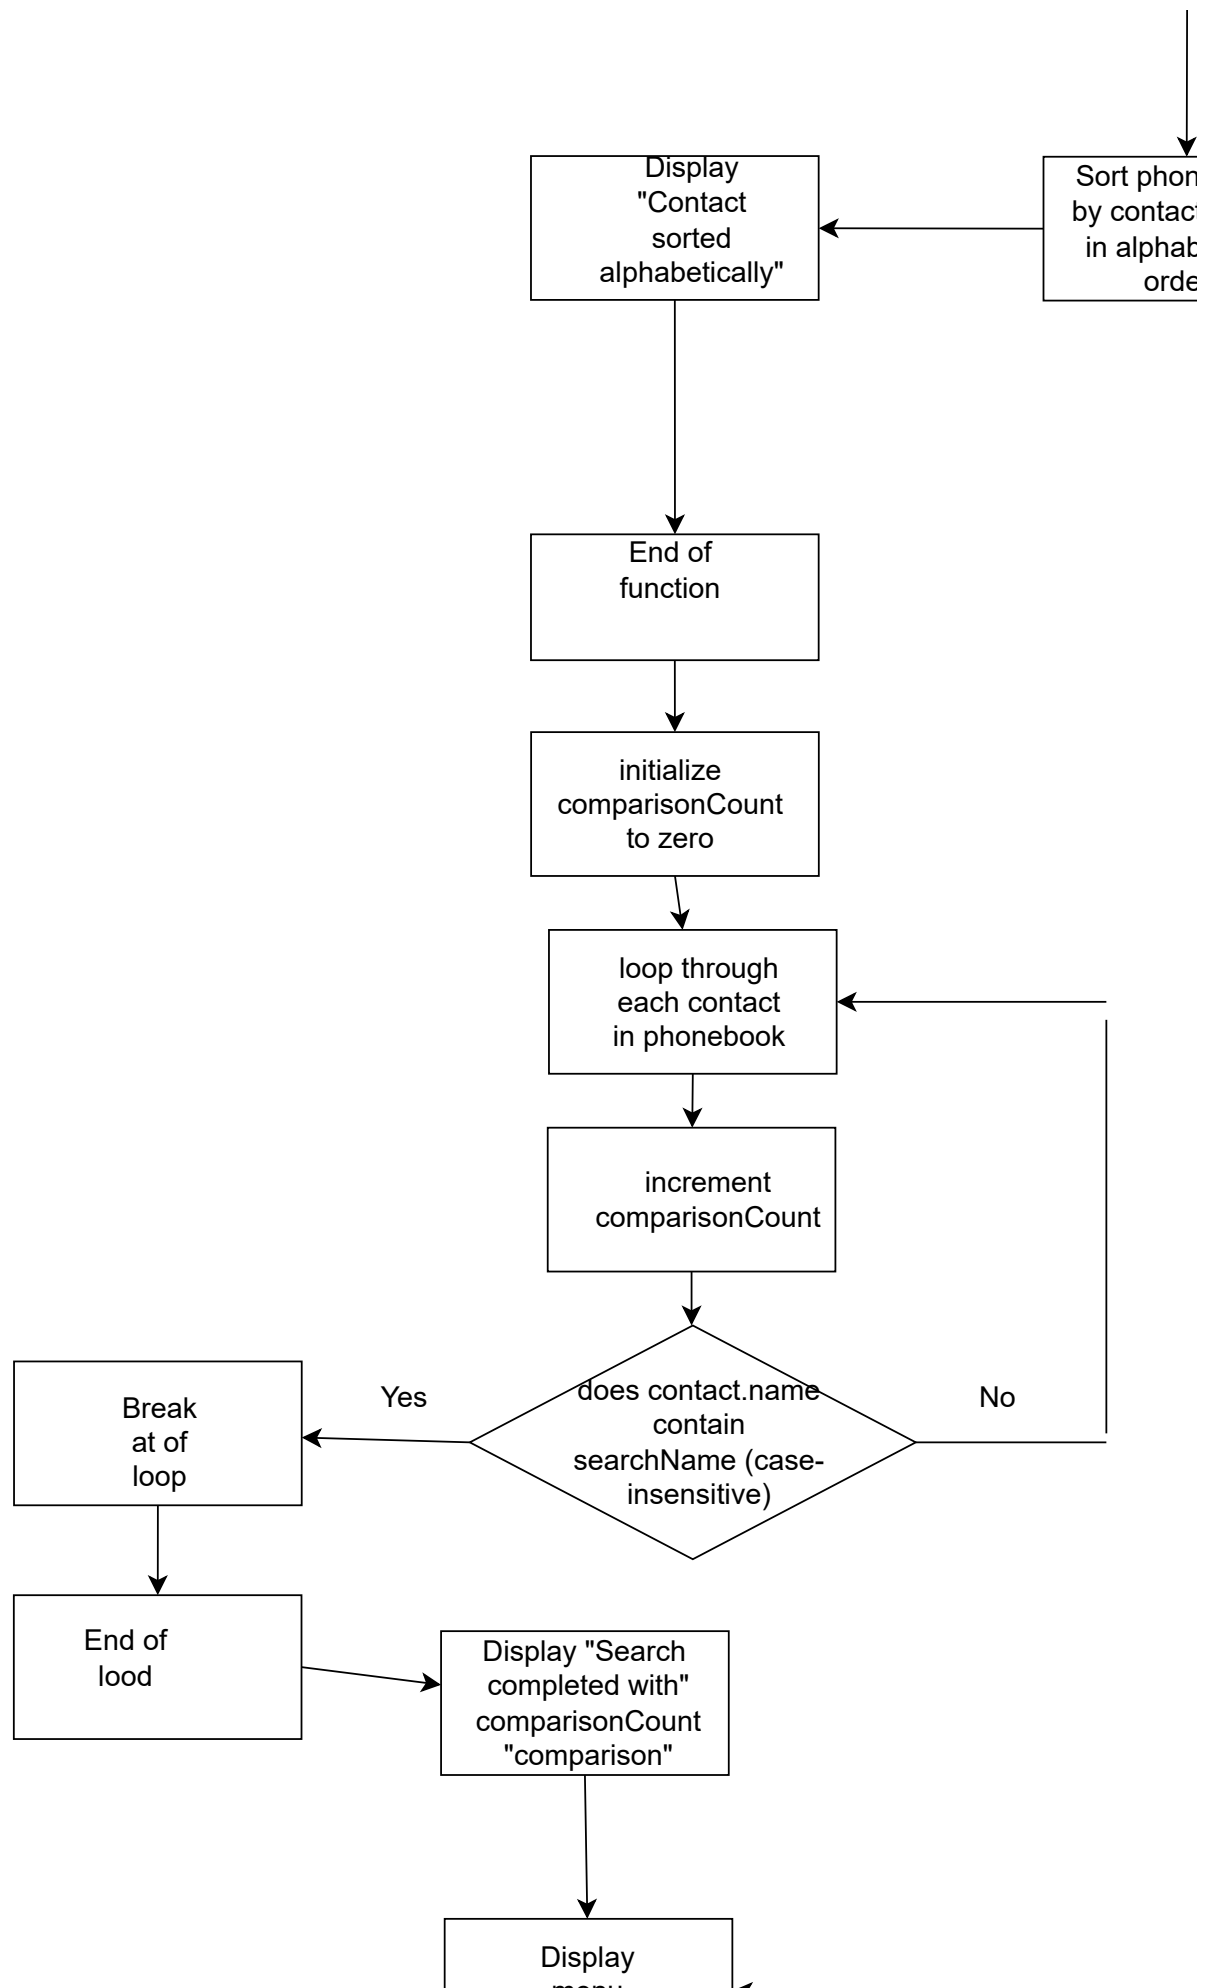 Display
"Contact
sorted
alphabetically"
Sort phon
by contact
in alphab
orde
End of
function
initialize
comparisonCount
to zero
loop through
each contact
in phonebook
increment
comparisonCount
does contact.name
contain
searchName (case-
insensitive)
Yes
No
Break
at of
loop
End of
lood
Display "Search
completed with"
comparisonCount
"comparison"
Display
menu